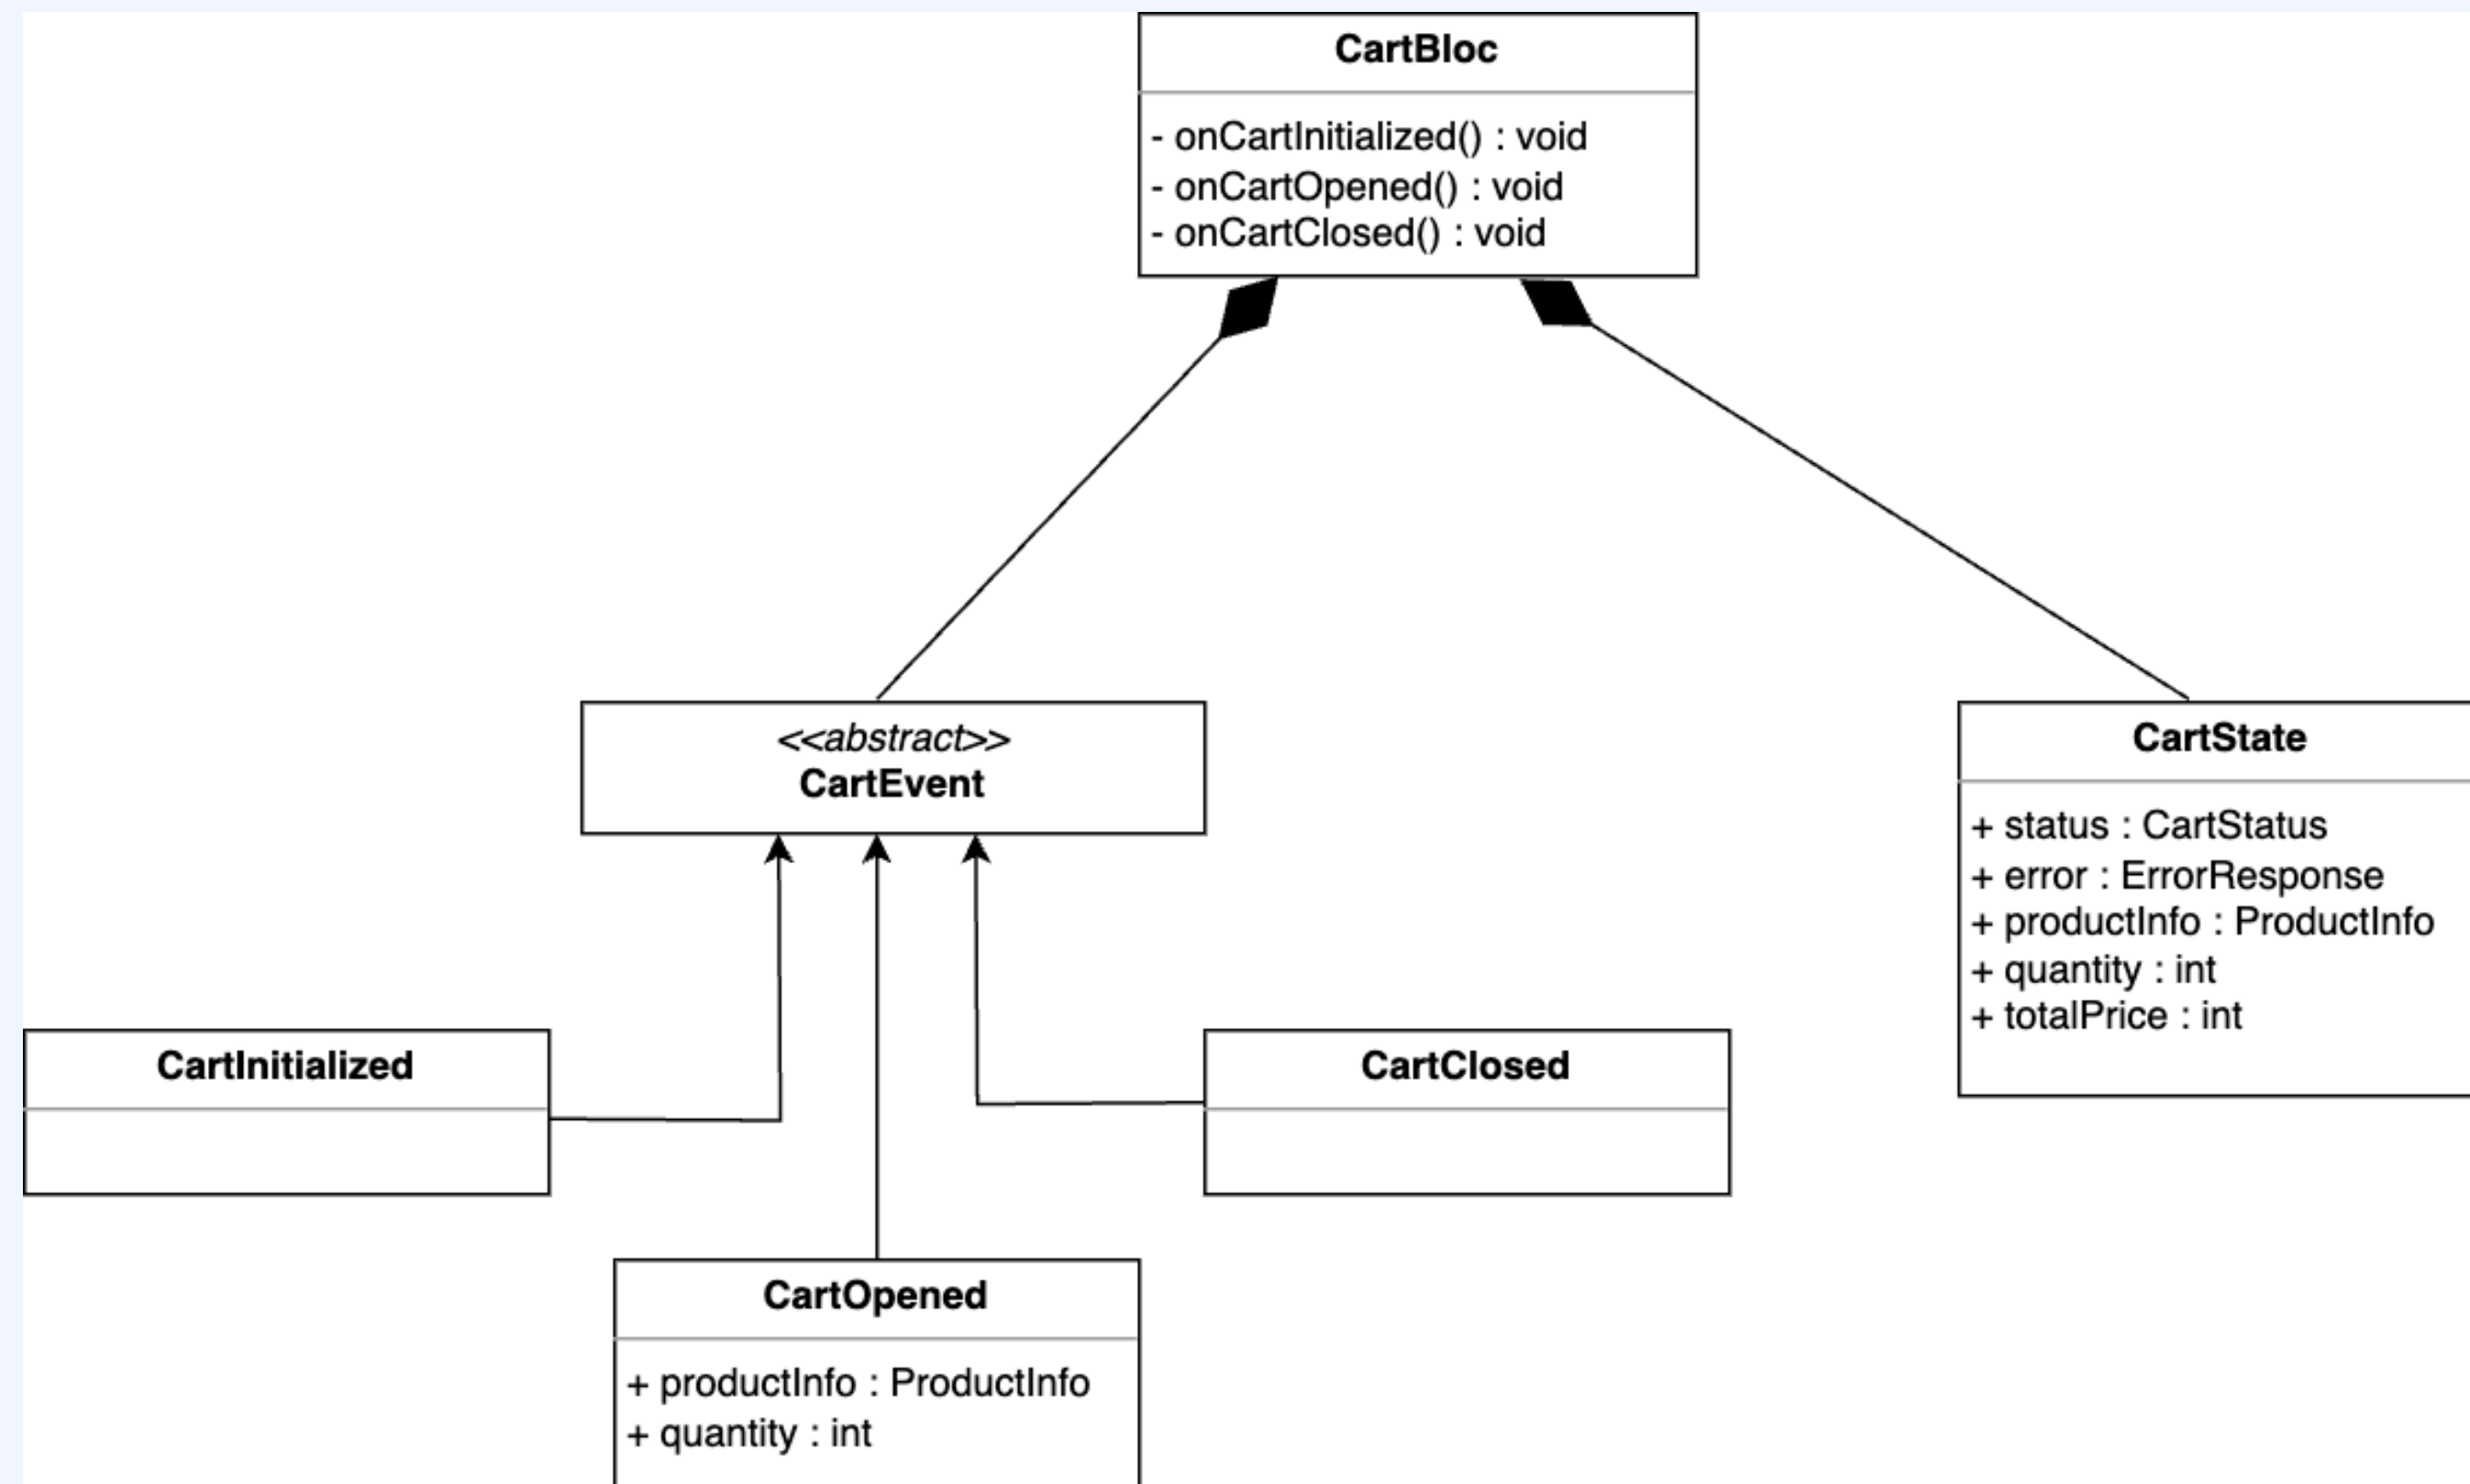 CartBloc
- onCartInitialized() : void
- onCartOpened() : void
- onCartClosed() : void
<<abstract>>
CartEvent
CartState
+ status : CartStatus
+ error : ErrorResponse
+ productInfo : ProductInfo
+ quantity : int
+ totalPrice : int
CartInitialized
CartClosed
CartOpened
+ productInfo : ProductInfo
+ quantity : int